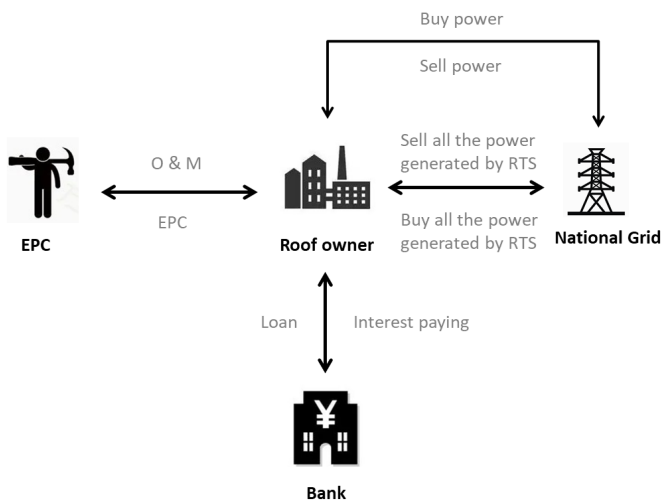 Buy power
Sell power
O & M
EPC
EPC
Sell all the power
generated by RTS
Buy all the power
generated by RTS
Roof owner
National Grid
Loan
Interest paying
¥
Bank